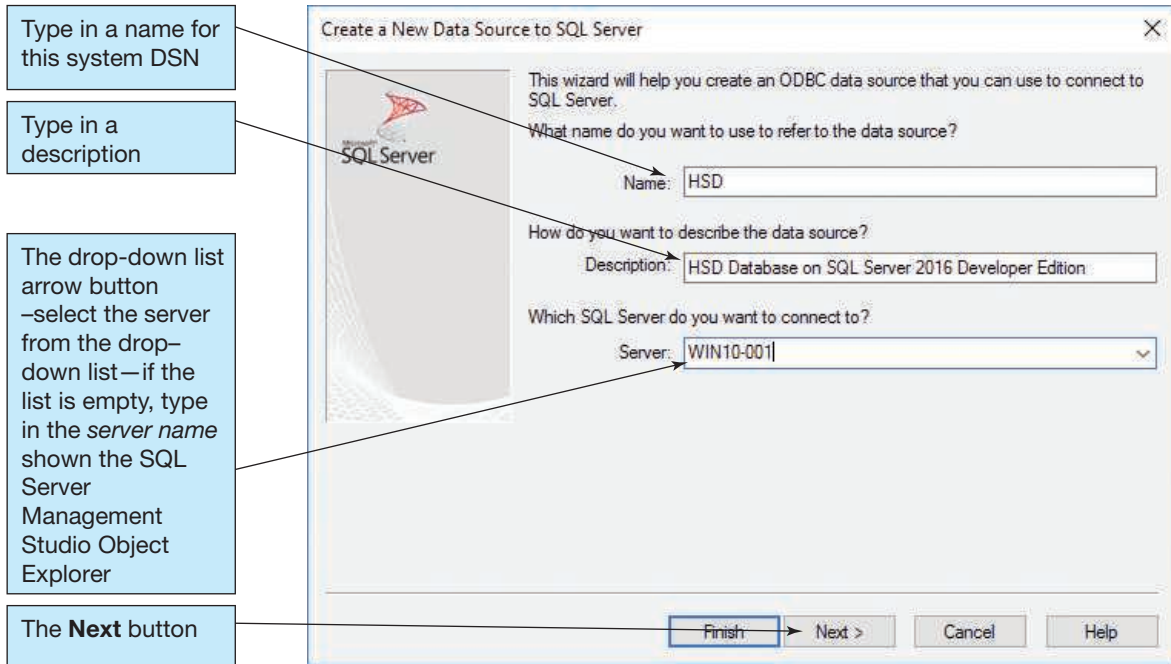 Type in a name for
this system DSN
Type in a
description
The drop-down list
arrow button
–select the server
from the drop–
down list—if the
list is empty, type
in the server name
shown the SQL
Server
Management
Studio Object
Explorer
The Next button
Create a New Data Source to SQL Server
Microsoft
SQL Server
This wizard will help you create an ODBC data source that you can use to connect to
SQL Server.
What name do you want to use to refer to the data source?
Name: HSD
How do you want to describe the data source?
Description: HSD Database on SQL Server 2016 Developer Edition
Which SQL Server do you want to connect to?
Server: WIN10-001
Finish Next > Cancel Help